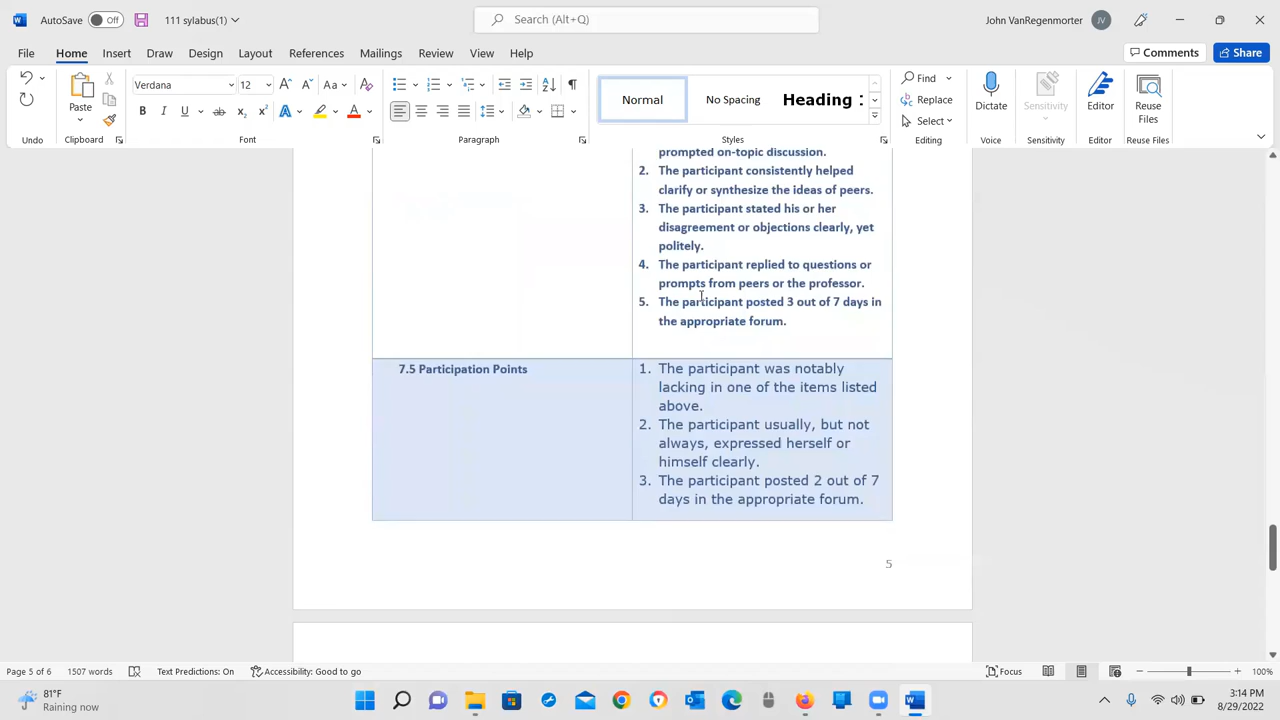 AutoSave Off 111 sylabus(1) Search (Alt+Q) John VanRegenmorter JV
File Home Insert Draw Design Layout References Mailings Review View Help Comments Share
Verdana 12 Aa Normal No Spacing Heading : Find
Paste Replace Dictate Sensitivity Editor Reuse Files
B I U ab x₂ x² A A Select
Undo Clipboard Font Paragraph Styles Editing Voice Sensitivity Editor Reuse Files
prompted on-topic discussion.
2. The participant consistently helped
clarify or synthesize the ideas of peers.
3. The participant stated his or her
disagreement or objections clearly, yet
politely.
4. The participant replied to questions or
prompts from peers or the professor.
5. The participant posted 3 out of 7 days in
the appropriate forum.
7.5 Participation Points
1. The participant was notably
lacking in one of the items listed
above.
2. The participant usually, but not
always, expressed herself or
himself clearly.
3. The participant posted 2 out of 7
days in the appropriate forum.
5
Page 5 of 6 1507 words Text Predictions: On Accessibility: Good to go Focus 100%
81°F
Raining now
3:14 PM
8/29/2022